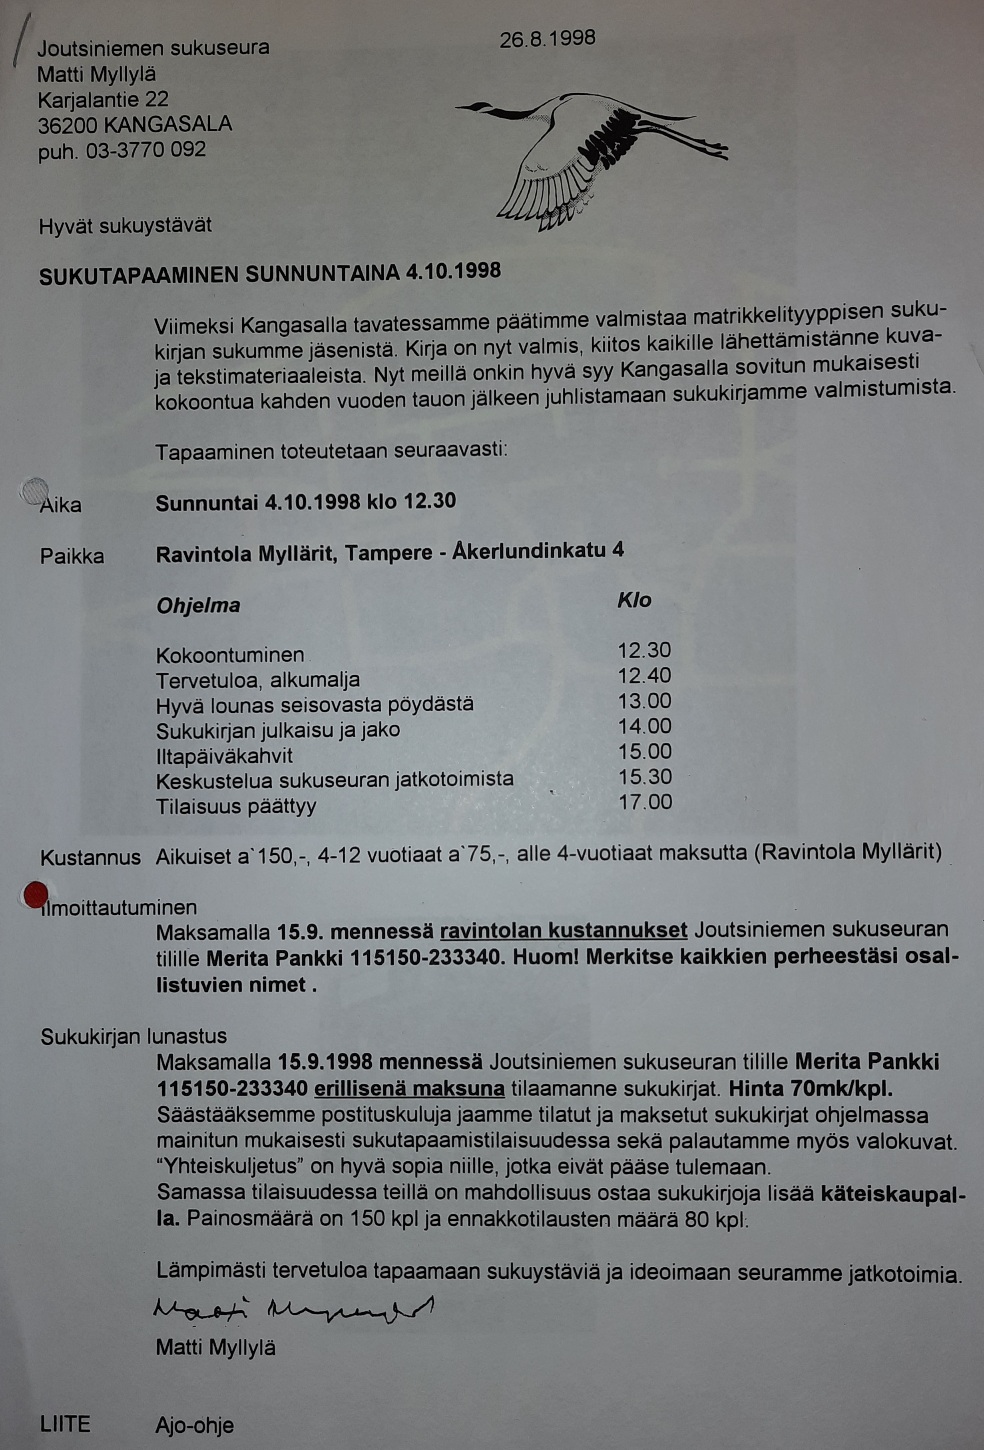 Joutsiniemen sukuseura
26.8.1998
Matti Myllylä
Karjalantie 22
36200 KANGASALA
puh. 03-3770 092
Hyvät sukuystävät
SUKUTAPAAMINEN SUNNUNTAINA 4.10.1998
Viimeksi Kangasalla tavatessamme päätimme valmistaa matrikkelityyppisen suku-
kirjan sukumme jäsenistä. Kirja on nyt valmis, kiitos kaikille lähettämistänne kuva-
ja tekstimateriaaleista. Nyt meillä onkin hyvä syy Kangasalla sovitun mukaisesti
kokoontua kahden vuoden tauon jälkeen juhlistamaan sukukirjamme valmistumista.
Tapaaminen toteutetaan seuraavasti:
Aika Sunnuntai 4.10.1998 klo 12.30
Paikka Ravintola Myllärit, Tampere - Åkerlundinkatu 4
Ohjelma Klo
Kokoontuminen 12.30
Tervetuloa, alkumalja 12.40
Hyvä lounas seisovasta pöydästä 13.00
Sukukirjan julkaisu ja jako 14.00
Iltapäiväkahvit 15.00
Keskustelua sukuseuran jatkotoimista 15.30
Tilaisuus päättyy 17.00
Kustannus Aikuiset a`150,-, 4-12 vuotiaat a`75,-, alle 4-vuotiaat maksutta (Ravintola Myllärit)
Ilmoittautuminen
Maksamalla 15.9. mennessä ravintolan kustannukset Joutsiniemen sukuseuran
tilille Merita Pankki 115150-233340. Huom! Merkitse kaikkien perheestäsi osal-
listuvien nimet .
Sukukirjan lunastus
Maksamalla 15.9.1998 mennessä Joutsiniemen sukuseuran tilille Merita Pankki
115150-233340 erillisenä maksuna tilaamanne sukukirjat. Hinta 70mk/kpl.
Säästääksemme postituskuluja jaamme tilatut ja maksetut sukukirjat ohjelmassa
mainitun mukaisesti sukutapaamistilaisuudessa sekä palautamme myös valokuvat.
“Yhteiskuljetus” on hyvä sopia niille, jotka eivät pääse tulemaan.
Samassa tilaisuudessa teillä on mahdollisuus ostaa sukukirjoja lisää käteiskaupal-
la. Painosmäärä on 150 kpl ja ennakkotilausten määrä 80 kpl.
Lämpimästi tervetuloa tapaamaan sukuystäviä ja ideoimaan seuramme jatkotoimia.
Matti Myllylä
Matti Myllylä
LIITE Ajo-ohje